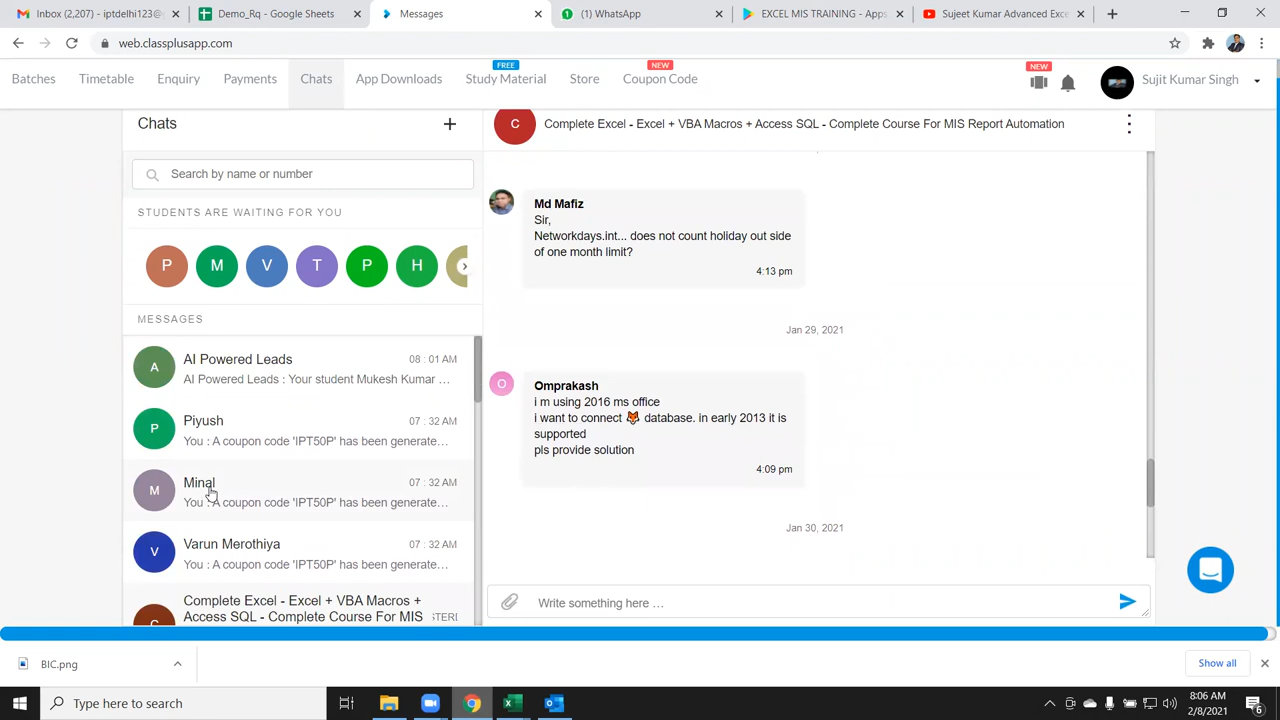 Inbox (2,207) - iptdelhi123@
Demo_Rq - Google Sheets
Messages
(1) WhatsApp
EXCEL MIS TRAINING - Apps
Sujeet Kumar Advanced Exce
web.classplusapp.com
FREE
NEW
NEW
Batches
Timetable
Enquiry
Payments
Chats
App Downloads
Study Material
Store
Coupon Code
Sujit Kumar Singh
Chats
C
Complete Excel - Excel + VBA Macros + Access SQL - Complete Course For MIS Report Automation
Search by name or number
STUDENTS ARE WAITING FOR YOU
P
M
V
T
P
H
MESSAGES
A
AI Powered Leads
08 : 01 AM
AI Powered Leads : Your student Mukesh Kumar ...
P
Piyush
07 : 32 AM
You : A coupon code 'IPT50P' has been generate...
M
Minal
07 : 32 AM
You : A coupon code 'IPT50P' has been generate...
V
Varun Merothiya
07 : 32 AM
You : A coupon code 'IPT50P' has been generate...
C
Complete Excel - Excel + VBA Macros +
Access SQL - Complete Course For MIS
Md Mafiz
Sir,
Networkdays.int... does not count holiday out side
of one month limit?
4:13 pm
Jan 29, 2021
O
Omprakash
i m using 2016 ms office
i want to connect 🦊 database. in early 2013 it is
supported
pls provide solution
4:09 pm
Jan 30, 2021
Write something here ...
BIC.png
Show all
Type here to search
8:06 AM
2/8/2021
6